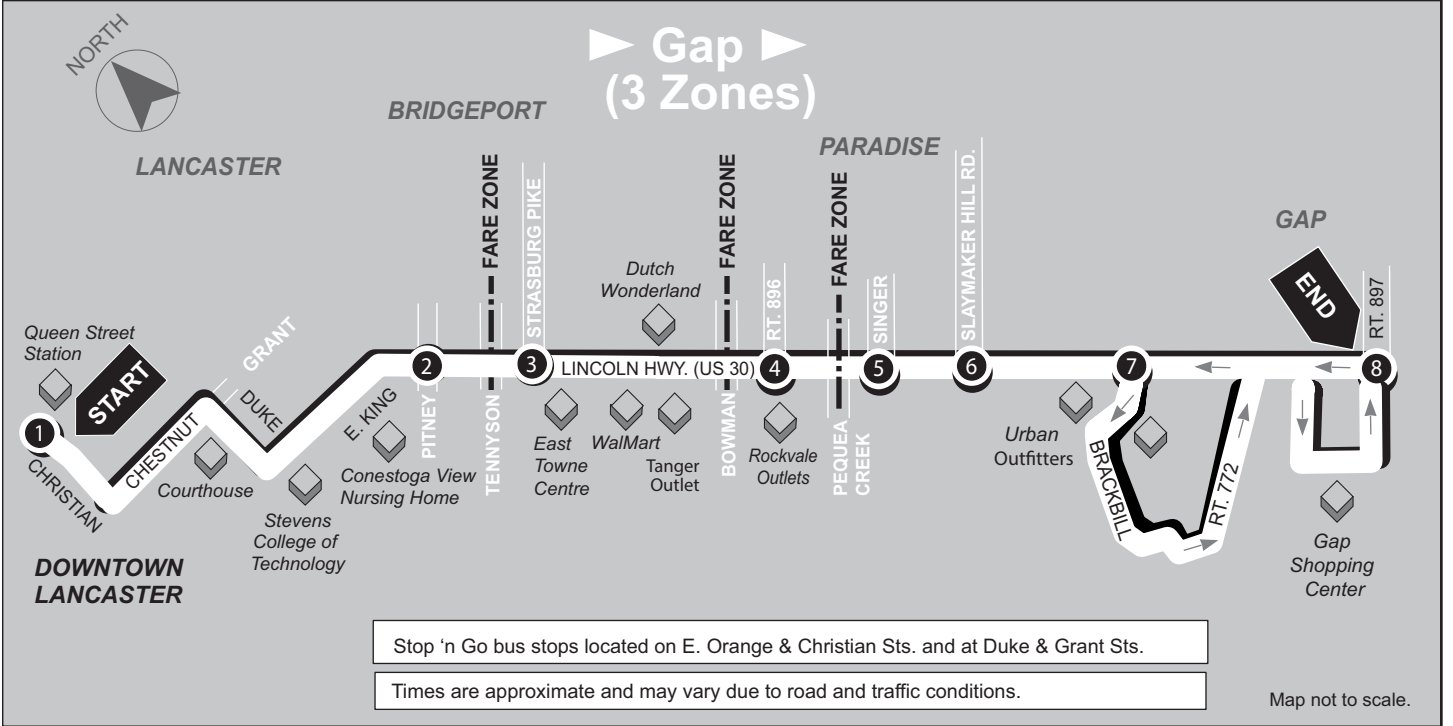 NORTH
Gap
(3 Zones)
BRIDGEPORT
LANCASTER
PARADISE
GAP
FARE ZONE
FARE ZONE
FARE ZONE
STRASBURG PIKE
RT. 896
SINGER
SLAYMAKER HILL RD.
RT. 897
END
Dutch
Wonderland
Queen Street
Station
START
GRANT
DUKE
CHESTNUT
CHRISTIAN
E. KING
PITNEY
TENNYSON
BOWMAN
PEQUEA
CREEK
1
2
3
LINCOLN HWY. (US 30)
4
5
6
7
8
Courthouse
Stevens
College of
Technology
Conestoga View
Nursing Home
East
Towne
Centre
WalMart
Tanger
Outlet
Rockvale
Outlets
Urban
Outfitters
BRACKBILL
RT. 772
Gap
Shopping
Center
DOWNTOWN
LANCASTER
Stop ‘n Go bus stops located on E. Orange & Christian Sts. and at Duke & Grant Sts.
Times are approximate and may vary due to road and traffic conditions.
Map not to scale.